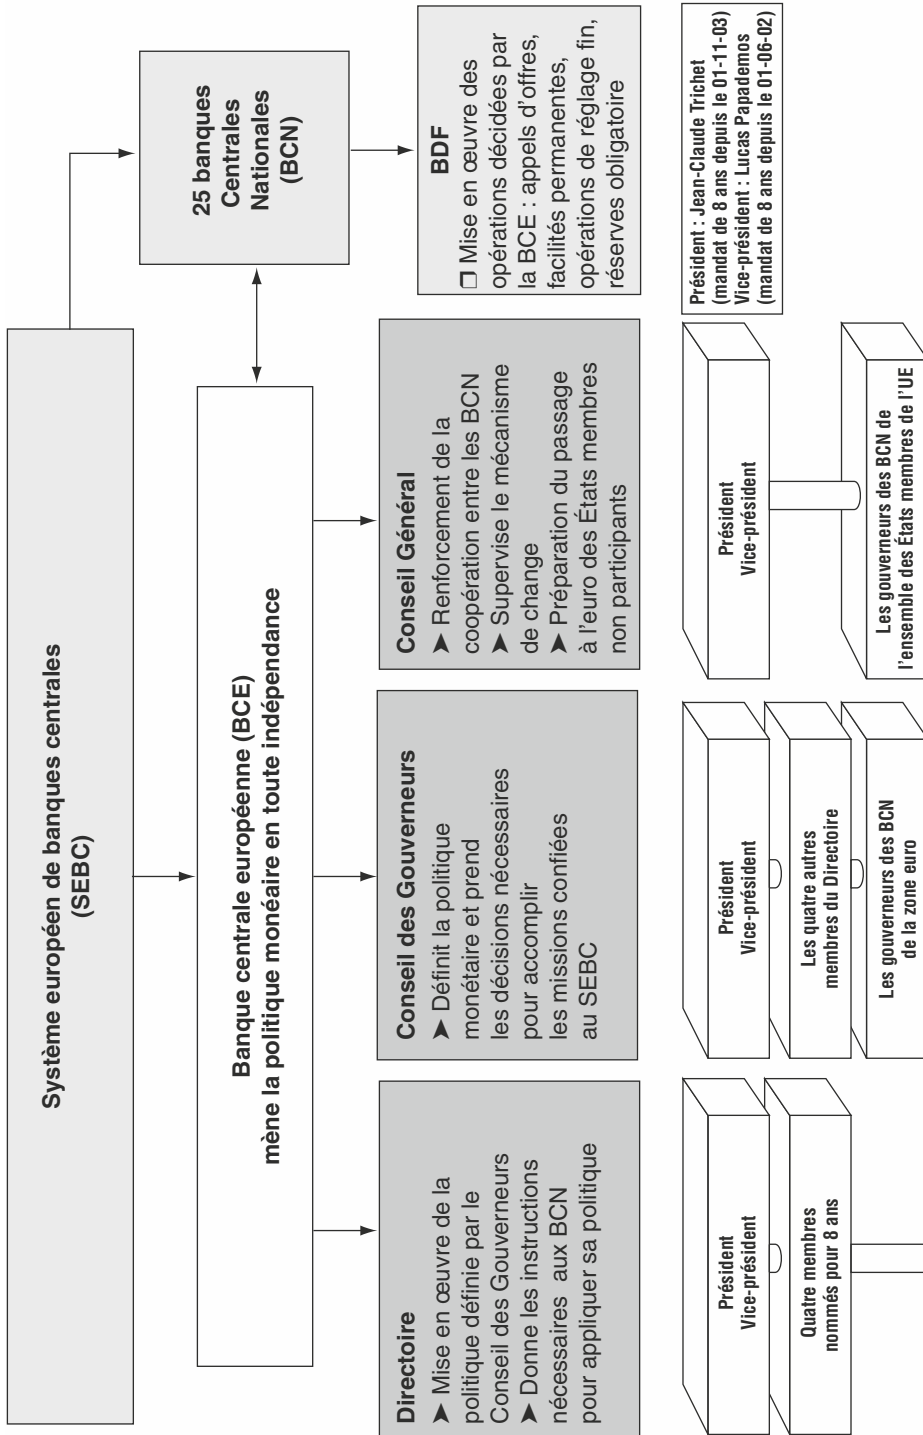 Système européen de banques centrales
(SEBC)
Banque centrale européenne (BCE)
mène la politique monéaire en toute indépendance
25 banques
Centrales
Nationales
(BCN)
Directoire
➤ Mise en œuvre de la
politique définie par le
Conseil des Gouverneurs
➤ Donne les instructions
nécessaires aux BCN
pour appliquer sa politique
Conseil des Gouverneurs
➤ Définit la politique
monétaire et prend
les décisions nécessaires
pour accomplir
les missions confiées
au SEBC
Conseil Général
➤ Renforcement de la
coopération entre les BCN
➤ Supervise le mécanisme
de change
➤ Préparation du passage
à l'euro des États membres
non participants
BDF
❐ Mise en œuvre des
opérations décidées par
la BCE : appels d'offres,
facilités permanentes,
opérations de réglage fin,
réserves obligatoire
Président
Vice-président
Quatre membres
nommés pour 8 ans
Président
Vice-président
Les quatre autres
membres du Directoire
Les gouverneurs des BCN
de la zone euro
Président
Vice-président
Les gouverneurs des BCN de
l'ensemble des États membres de l'UE
Président : Jean-Claude Trichet
(mandat de 8 ans depuis le 01-11-03)
Vice-président : Lucas Papademos
(mandat de 8 ans depuis le 01-06-02)